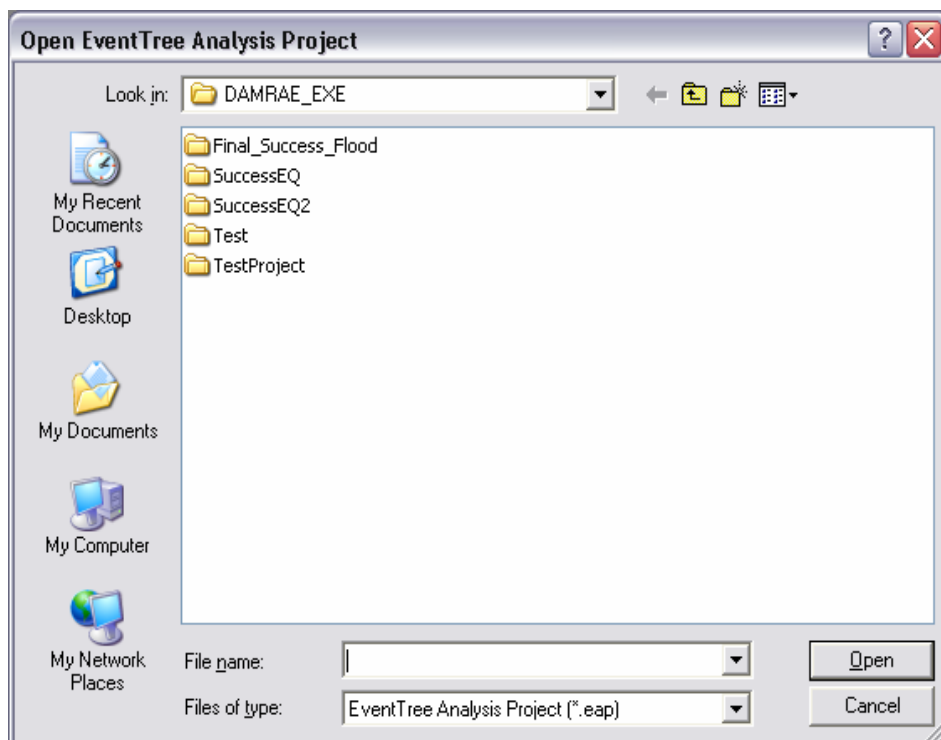 Open EventTree Analysis Project
Look in:
DAMRAE_EXE
My Recent
Documents
Desktop
My Documents
My Computer
My Network
Places
Final_Success_Flood
SuccessEQ
SuccessEQ2
Test
TestProject
File name:
Open
Files of type:
EventTree Analysis Project (*.eap)
Cancel